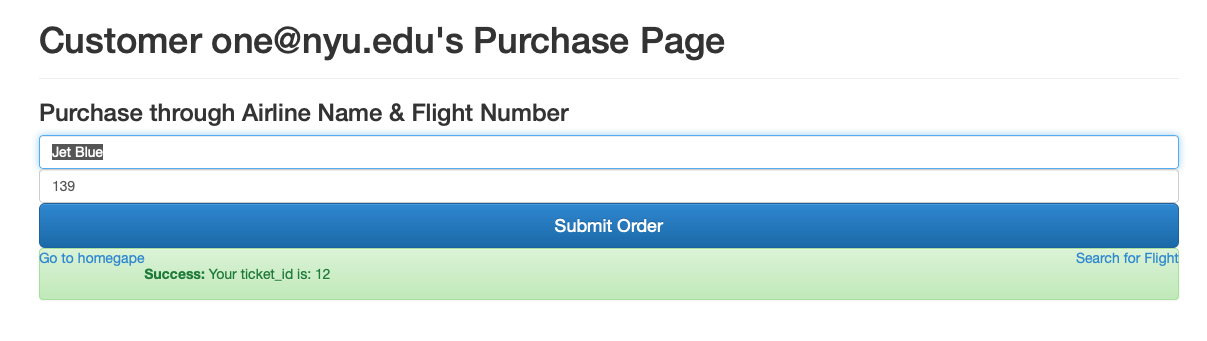 Customer one@nyu.edu's Purchase Page
Purchase through Airline Name & Flight Number
Jet Blue
139
Submit Order
Go to homegape
Search for Flight
Success: Your ticket_id is: 12